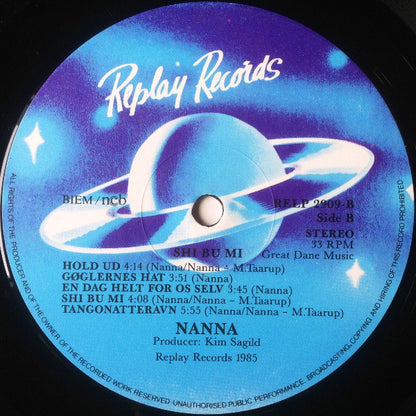 Replay Records
BIEM/ncb
RELP 2909-B
Side B
STEREO
33 RPM
SHI BU MI
Great Dane Music
HOLD UD 4:14 (Nanna/Nanna – M.Taarup)
GØGLERNES HAT 3:51 (Nanna)
EN DAG HELT FOR OS SELV 3:45 (Nanna)
SHI BU MI 4:08 (Nanna/Nanna – M.Taarup)
TANGONATTERAVN 5:55 (Nanna/Nanna – M.Taarup)
NANNA
Producer: Kim Sagild
Replay Records 1985
ALL RIGHTS OF THE PRODUCER AND OF THE OWNER OF THE RECORDED WORK RESERVED. UNAUTHORISED PUBLIC PERFORMANCE, BROADCASTING, COPYING AND HIRING OF THIS RECORD PROHIBITED